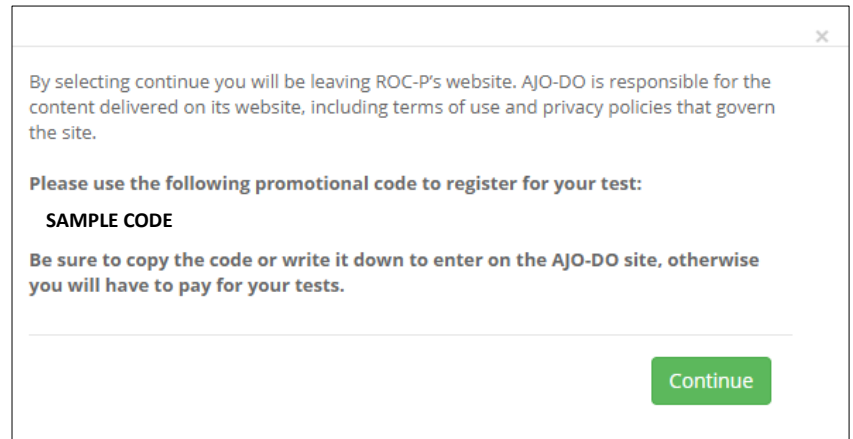 ×
By selecting continue you will be leaving ROC-P's website. AJO-DO is responsible for the
content delivered on its website, including terms of use and privacy policies that govern
the site.
Please use the following promotional code to register for your test:
SAMPLE CODE
Be sure to copy the code or write it down to enter on the AJO-DO site, otherwise
you will have to pay for your tests.
Continue